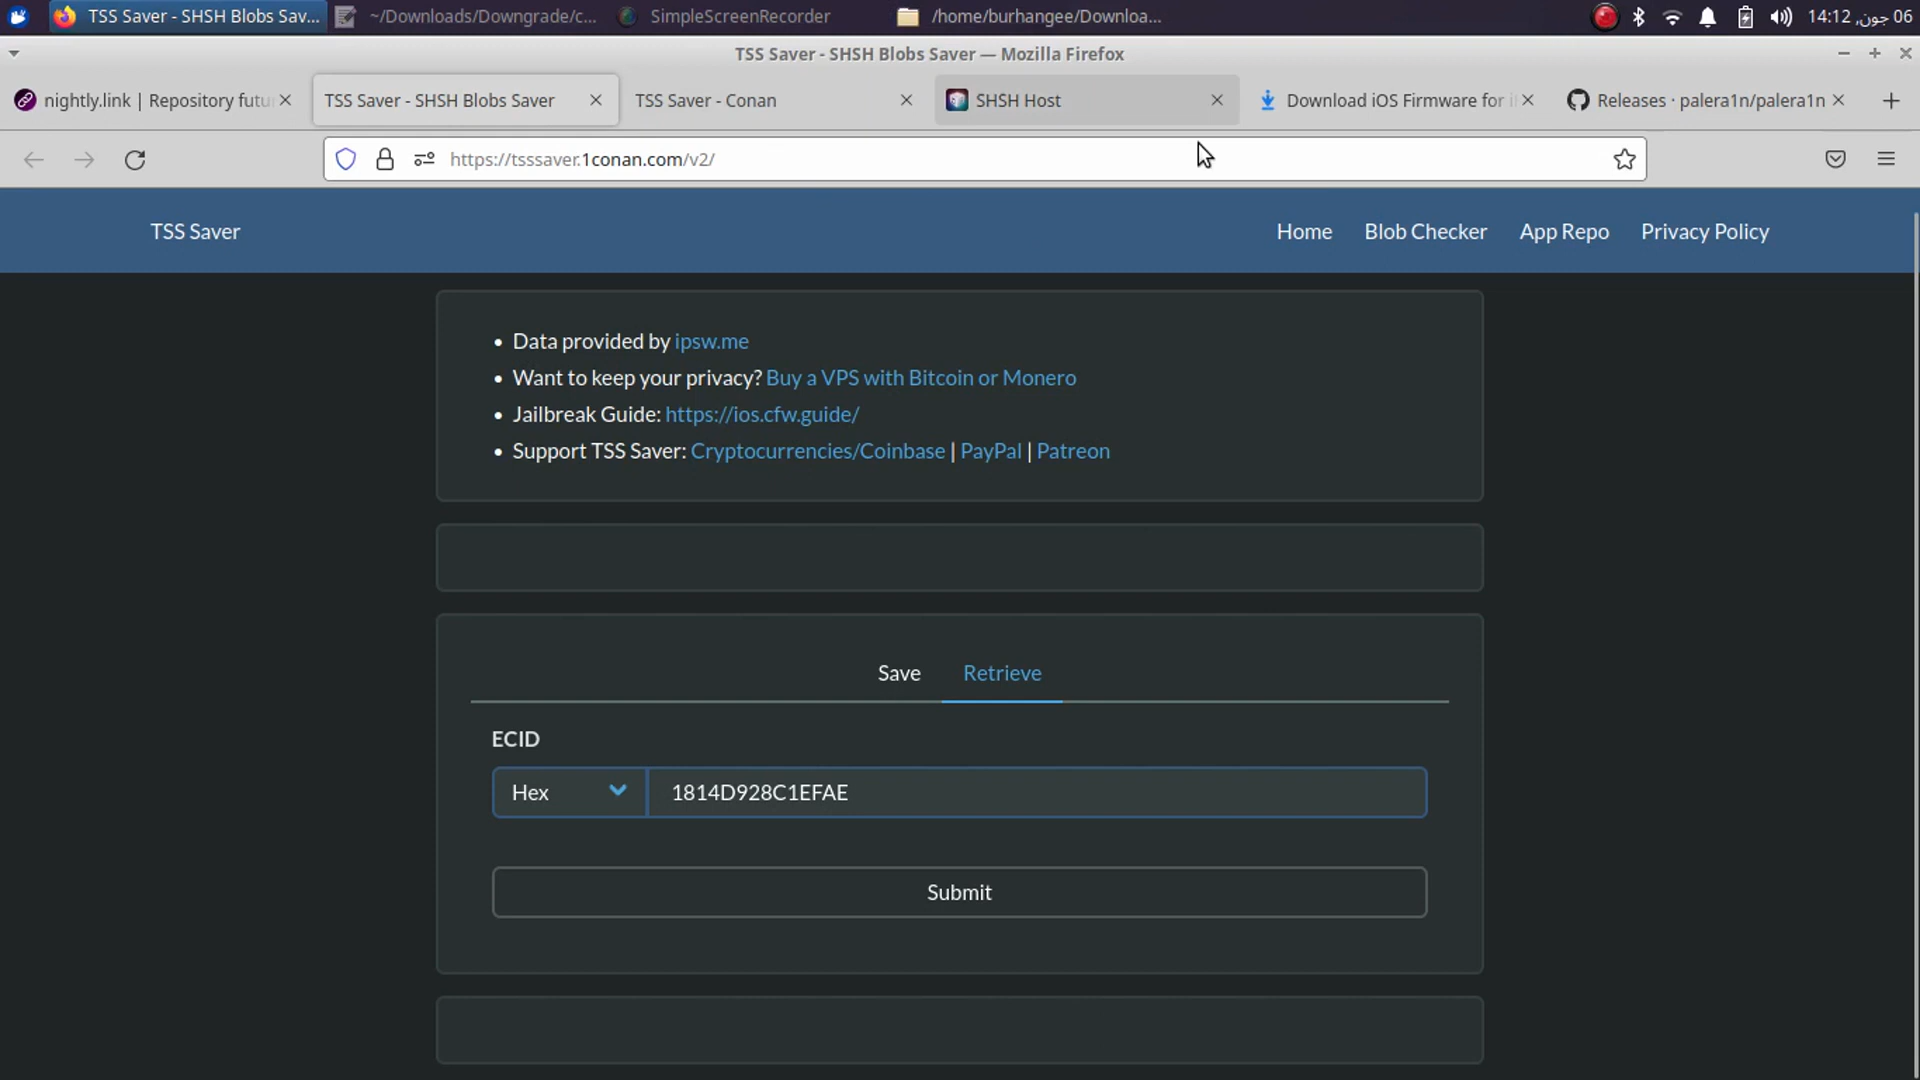 TSS Saver - SHSH Blobs Sav...
~/Downloads/Downgrade/c...
SimpleScreenRecorder
/home/burhangee/Downloa...
06 جون, 14:12
TSS Saver - SHSH Blobs Saver — Mozilla Firefox
nightly.link | Repository futu
TSS Saver - SHSH Blobs Saver
TSS Saver - Conan
SHSH Host
Download iOS Firmware for i
Releases · palera1n/palera1n
https://tsssaver.1conan.com/v2/
TSS Saver
Home
Blob Checker
App Repo
Privacy Policy
• Data provided by ipsw.me
• Want to keep your privacy? Buy a VPS with Bitcoin or Monero
• Jailbreak Guide: https://ios.cfw.guide/
• Support TSS Saver: Cryptocurrencies/Coinbase | PayPal | Patreon
Save
Retrieve
ECID
Hex
1814D928C1EFAE
Submit